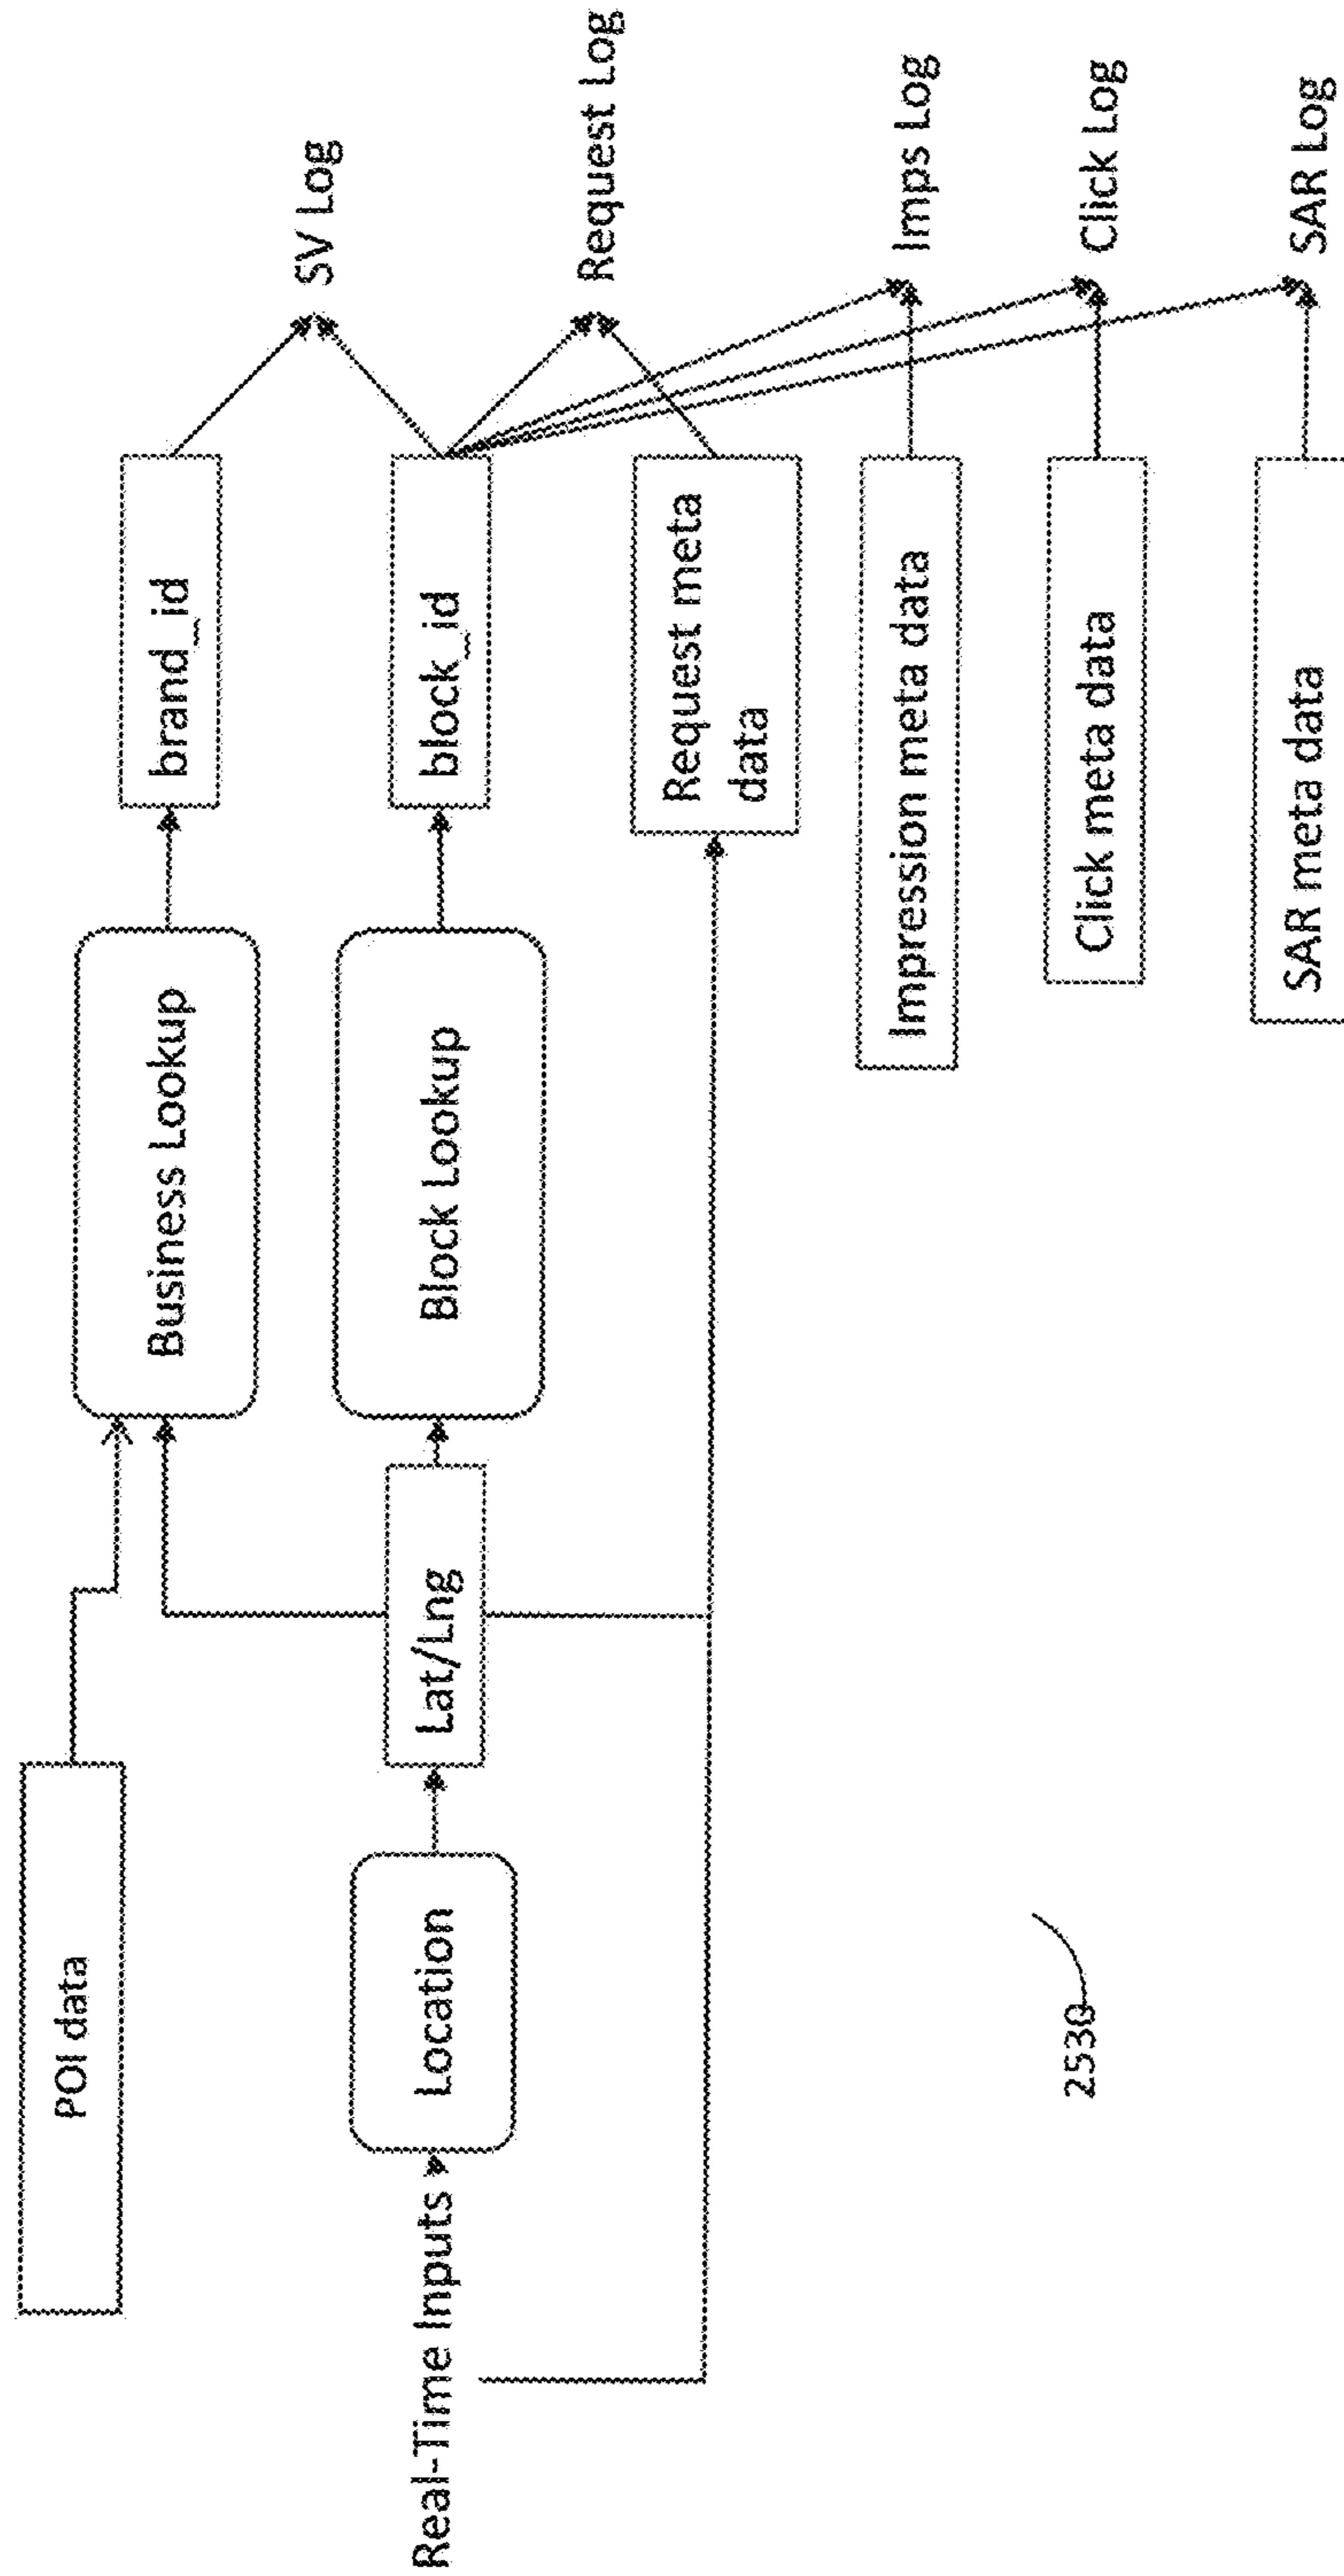 POI data
Business Lookup
brand_id
SV Log
Real-Time Inputs
Location
Lat/Lng
Block Lookup
block_id
Request Log
Request meta
data
Impression meta data
Imps Log
Click meta data
Click Log
SAR meta data
SAR Log
2530